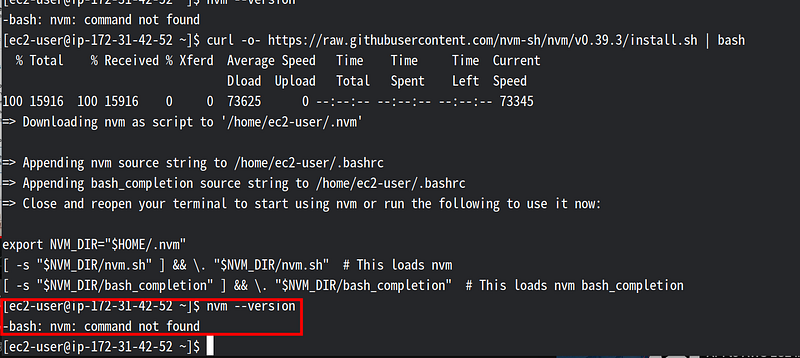 nvm --version
-bash: nvm: command not found
[ec2-user@ip-172-31-42-52 ~]$ curl -o- https://raw.githubusercontent.com/nvm-sh/nvm/v0.39.3/install.sh | bash
% Total % Received % Xferd Average Speed Time Time Time Current
Dload Upload Total Spent Left Speed
100 15916 100 15916 0 0 73625 0 --:--:-- --:--:-- --:--:-- 73345
=> Downloading nvm as script to '/home/ec2-user/.nvm'
=> Appending nvm source string to /home/ec2-user/.bashrc
=> Appending bash_completion source string to /home/ec2-user/.bashrc
=> Close and reopen your terminal to start using nvm or run the following to use it now:
export NVM_DIR="$HOME/.nvm"
[ -s "$NVM_DIR/nvm.sh" ] && \. "$NVM_DIR/nvm.sh" # This loads nvm
[ -s "$NVM_DIR/bash_completion" ] && \. "$NVM_DIR/bash_completion" # This loads nvm bash_completion
[ec2-user@ip-172-31-42-52 ~]$ nvm --version
-bash: nvm: command not found
[ec2-user@ip-172-31-42-52 ~]$